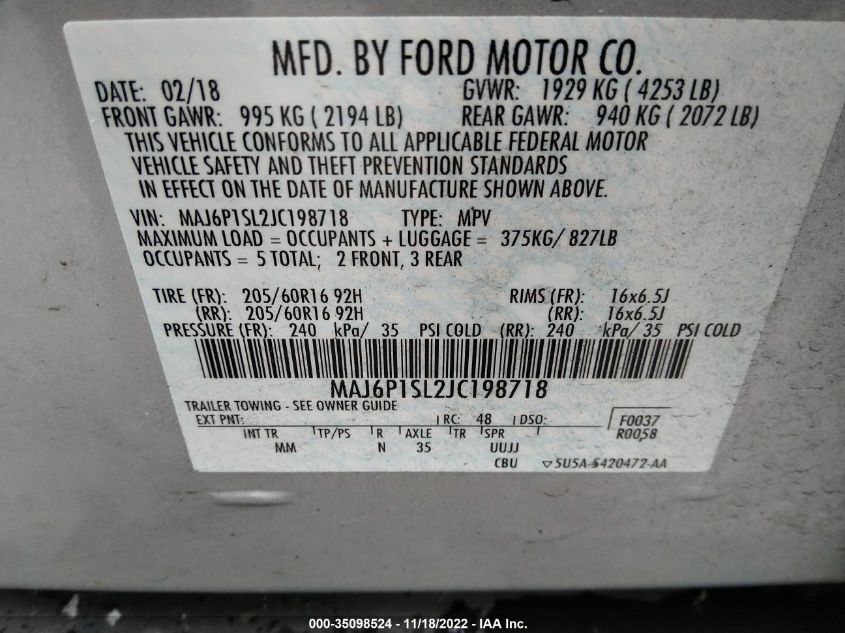 MFD. BY FORD MOTOR CO.
DATE: 02/18 GVWR: 1929 KG ( 4253 LB)
FRONT GAWR: 995 KG ( 2194 LB) REAR GAWR: 940 KG ( 2072 LB)
THIS VEHICLE CONFORMS TO ALL APPLICABLE FEDERAL MOTOR
VEHICLE SAFETY AND THEFT PREVENTION STANDARDS
IN EFFECT ON THE DATE OF MANUFACTURE SHOWN ABOVE.
VIN: MAJ6P1SL2JC198718 TYPE: MPV
MAXIMUM LOAD = OCCUPANTS + LUGGAGE = 375KG/ 827LB
OCCUPANTS = 5 TOTAL; 2 FRONT, 3 REAR
TIRE (FR): 205/60R16 92H RIMS (FR): 16x6.5J
(RR): 205/60R16 92H (RR): 16x6.5J
PRESSURE (FR): 240 kPa/ 35 PSI COLD (RR): 240 kPa/ 35 PSI COLD
MAJ6P1SL2JC198718
TRAILER TOWING - SEE OWNER GUIDE
EXT PNT: RC: 48 DSO: F0037
INT TR TP/PS R AXLE TR SPR R0058
MM N 35 UUJJ
CBU ▽5U5A-5420472-AA
000-35098524 - 11/18/2022 - IAA Inc.